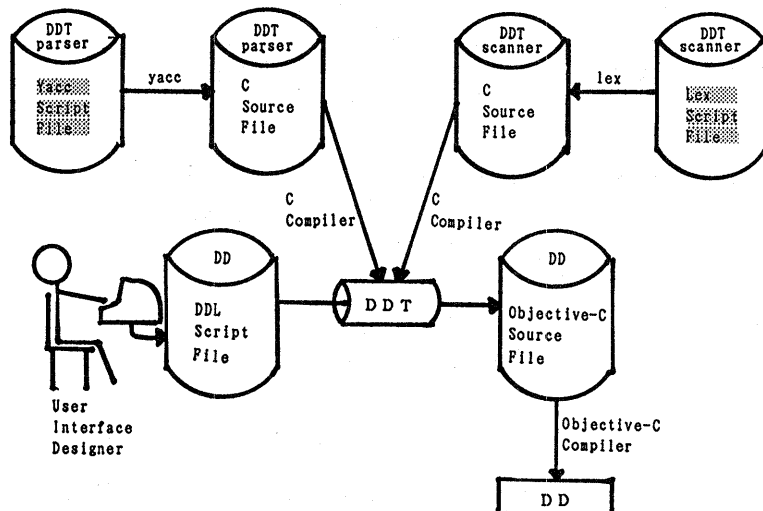 DDT
parser
Yacc
Script
File
yacc
DDT
parser
C
Source
File
DDT
scanner
C
Source
File
lex
DDT
scanner
Lex
Script
File
C
Compiler
C
Compiler
DD
DDL
Script
File
DDT
DD
Objective-C
Source
File
User
Interface
Designer
Objective-C
Compiler
DD